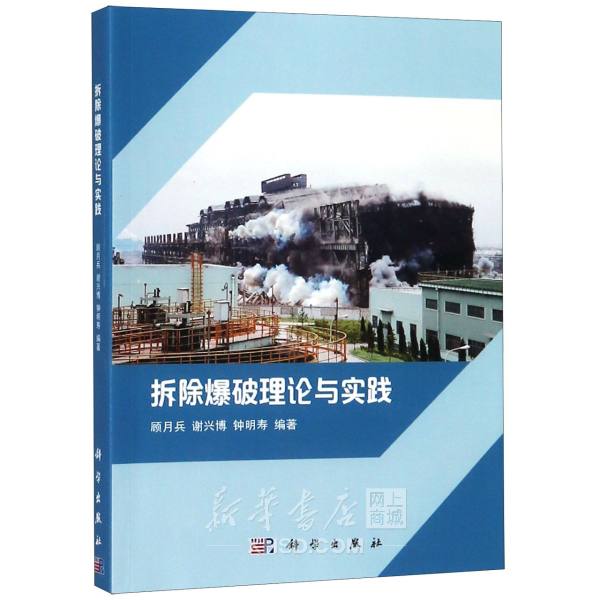 拆除爆破理论与实践
顾月兵 谢兴博 钟明寿 编著
科学出版社
拆除爆破理论与实践
顾月兵 谢兴博 钟明寿 编著
新华书店
网上
商城
科学出版社